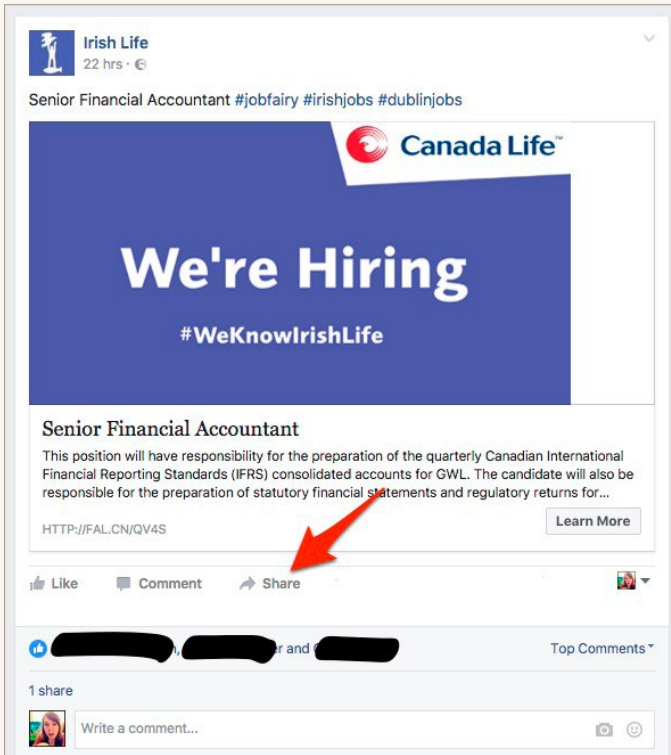 Irish Life
22 hrs ·
Senior Financial Accountant #jobfairy #irishjobs #dublinjobs
Canada Life™
We're Hiring
#WeKnowIrishLife
Senior Financial Accountant
This position will have responsibility for the preparation of the quarterly Canadian International
Financial Reporting Standards (IFRS) consolidated accounts for GWL. The candidate will also be
responsible for the preparation of statutory financial statements and regulatory returns for...
HTTP://FAL.CN/QV4S
Learn More
Like Comment Share
and
Top Comments
1 share
Write a comment...